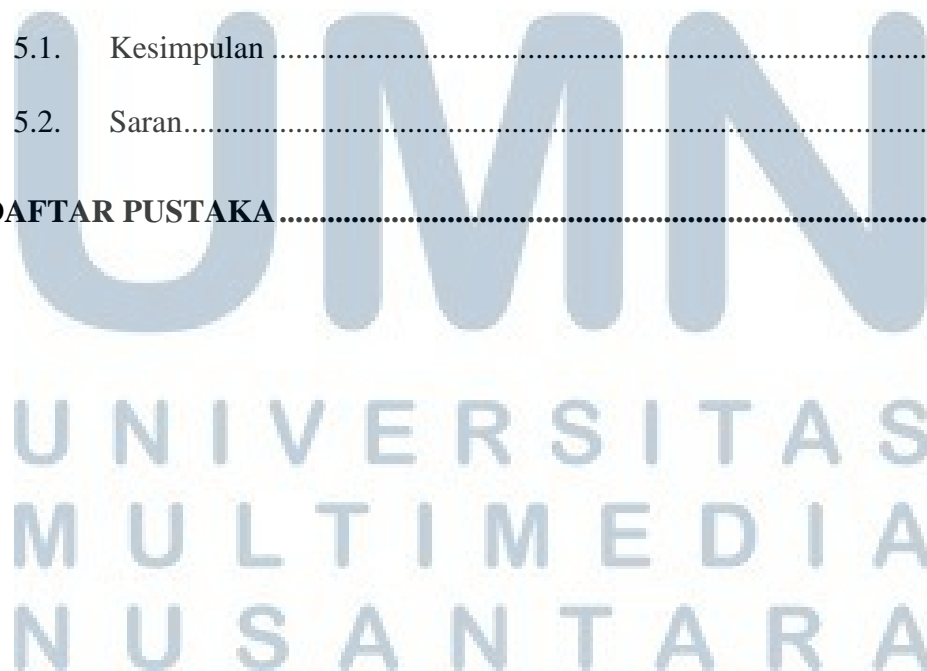 5.1. Kesimpulan ................................................................
5.2. Saran................................................................
DAFTAR PUSTAKA................................................................
UMN
UNIVERSITAS
MULTIMEDIA
NUSANTARA